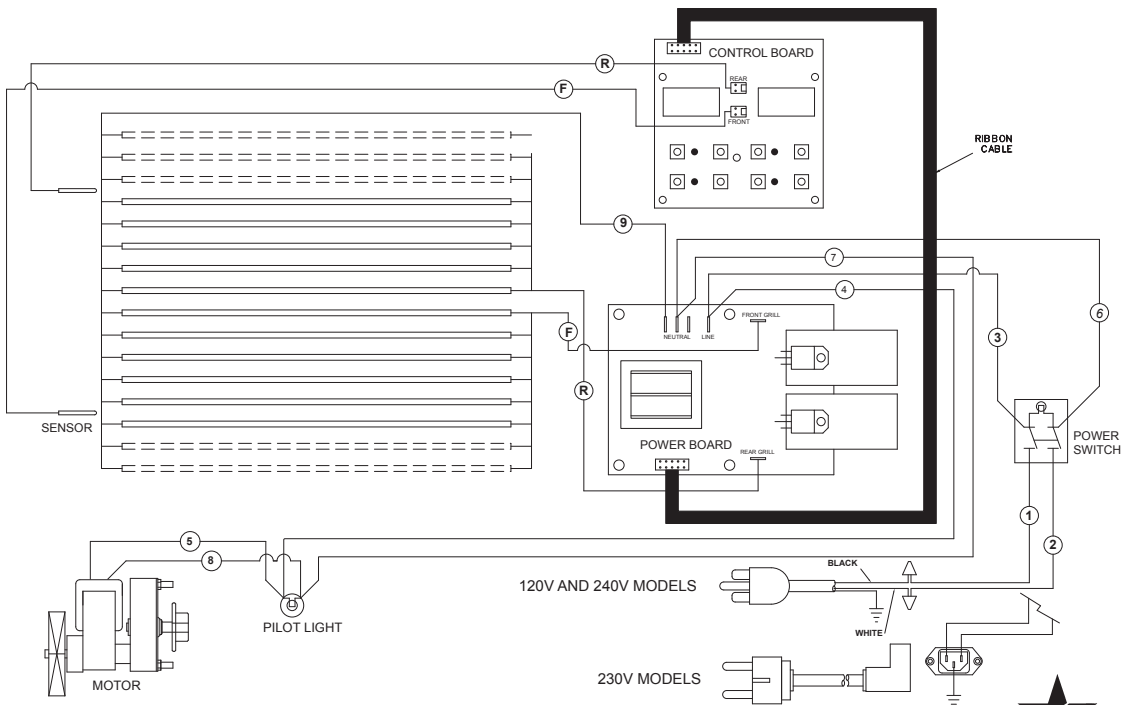 CONTROL BOARD
R
REAR
F
FRONT
RIBBON
CABLE
9
7
6
4
FRONT GRILL
NEUTRAL
LINE
F
3
R
SENSOR
POWER BOARD
REAR GRILL
POWER
SWITCH
1
5
2
8
BLACK
120V AND 240V MODELS
PILOT LIGHT
WHITE
230V MODELS
MOTOR